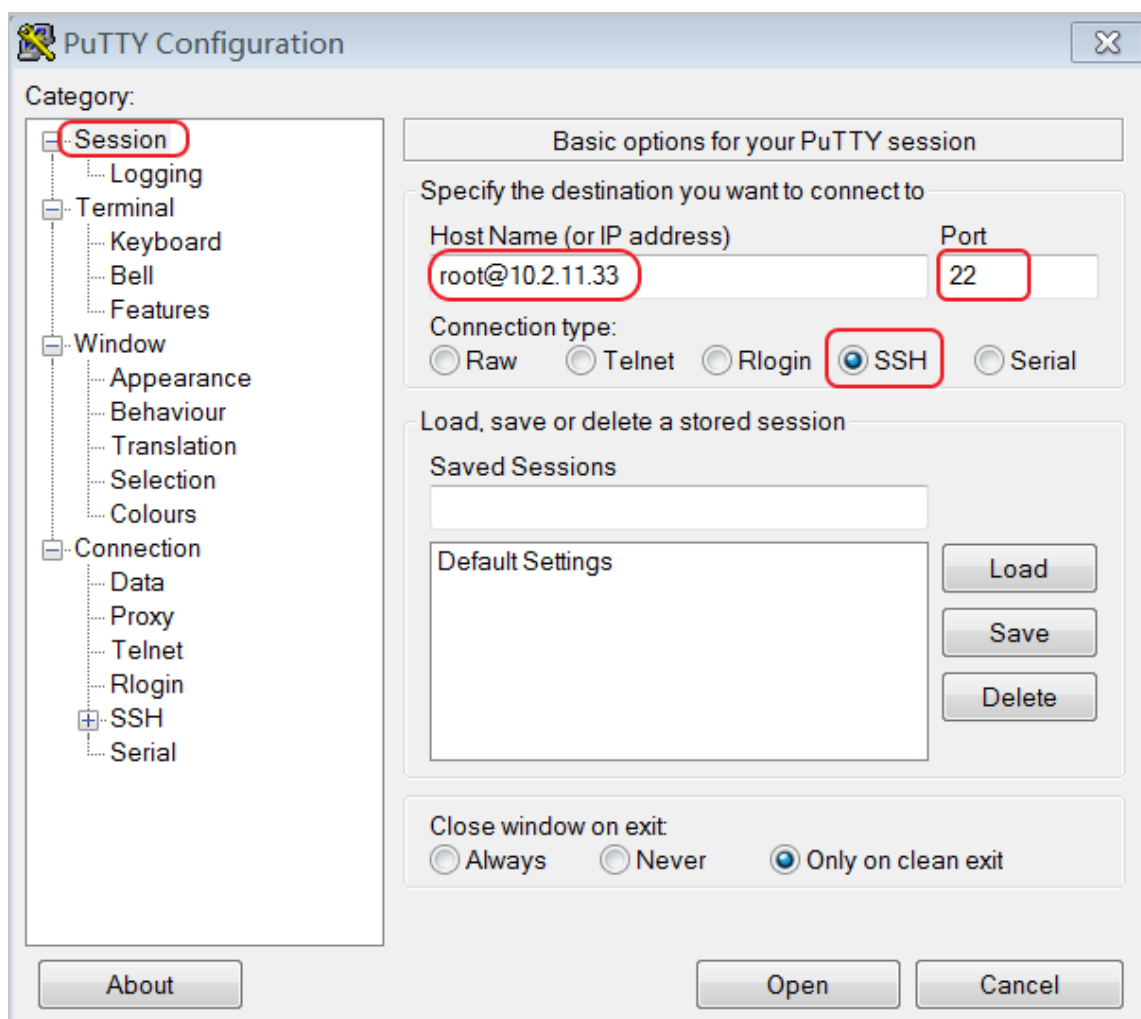 PuTTY Configuration
Category:
Session
Logging
Terminal
Keyboard
Bell
Features
Window
Appearance
Behaviour
Translation
Selection
Colours
Connection
Data
Proxy
Telnet
Rlogin
SSH
Serial
Basic options for your PuTTY session
Specify the destination you want to connect to
Host Name (or IP address) Port
root@10.2.11.33 22
Connection type:
Raw Telnet Rlogin SSH Serial
Load, save or delete a stored session
Saved Sessions
Default Settings
Load
Save
Delete
Close window on exit:
Always Never Only on clean exit
About Open Cancel